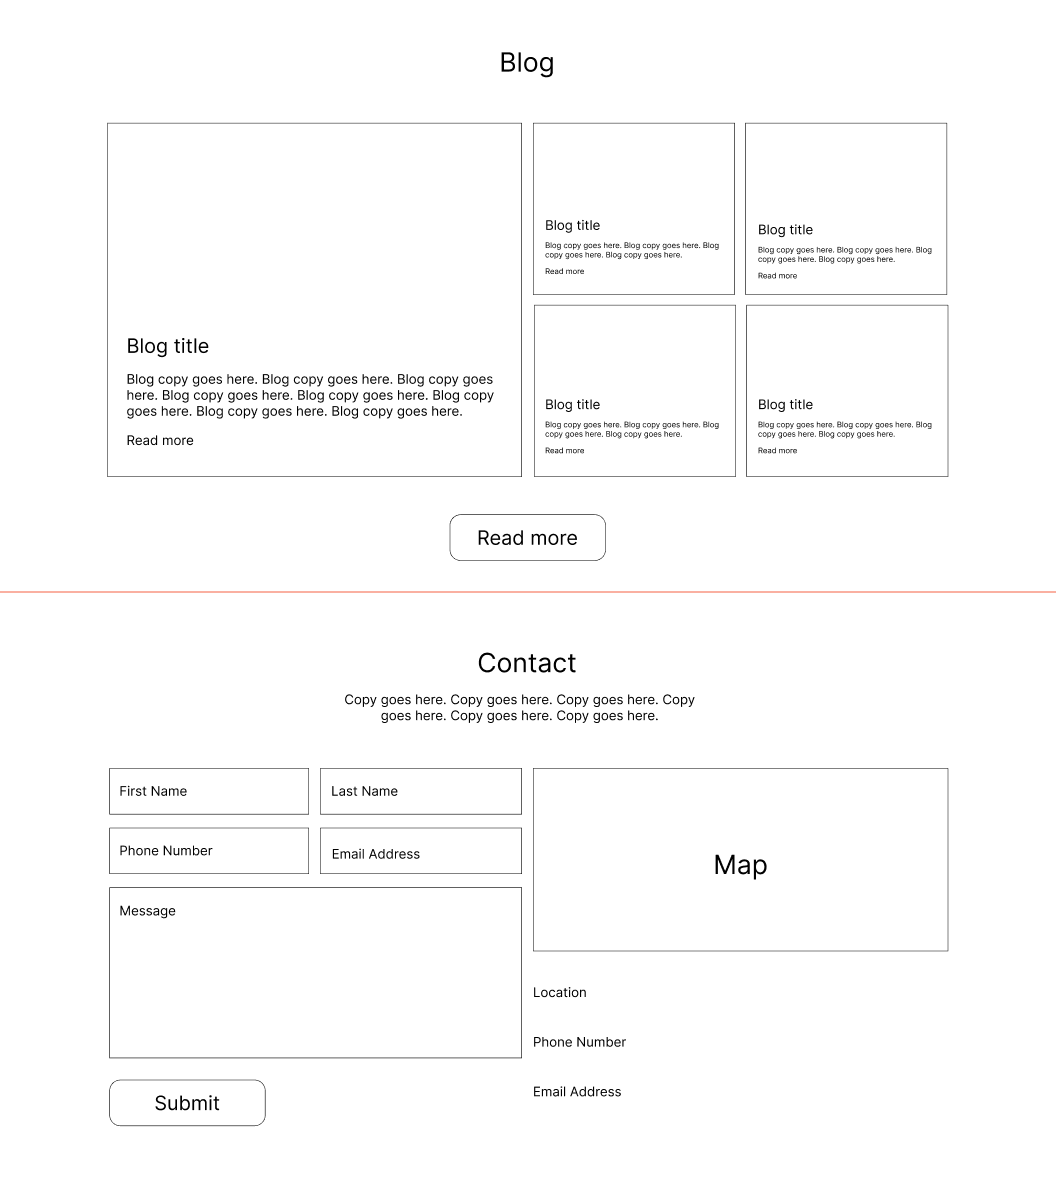 Blog
Blog title
Blog copy goes here. Blog copy goes here. Blog copy goes
here. Blog copy goes here. Blog copy goes here. Blog copy
goes here. Blog copy goes here. Blog copy goes here.
Read more
Blog title
Blog copy goes here. Blog copy goes here. Blog
copy goes here. Blog copy goes here.
Read more
Blog title
Blog copy goes here. Blog copy goes here. Blog
copy goes here. Blog copy goes here.
Read more
Blog title
Blog copy goes here. Blog copy goes here. Blog
copy goes here. Blog copy goes here.
Read more
Blog title
Blog copy goes here. Blog copy goes here. Blog
copy goes here. Blog copy goes here.
Read more
Read more
Contact
Copy goes here. Copy goes here. Copy goes here. Copy
goes here. Copy goes here. Copy goes here.
First Name
Last Name
Phone Number
Email Address
Message
Submit
Map
Location
Phone Number
Email Address